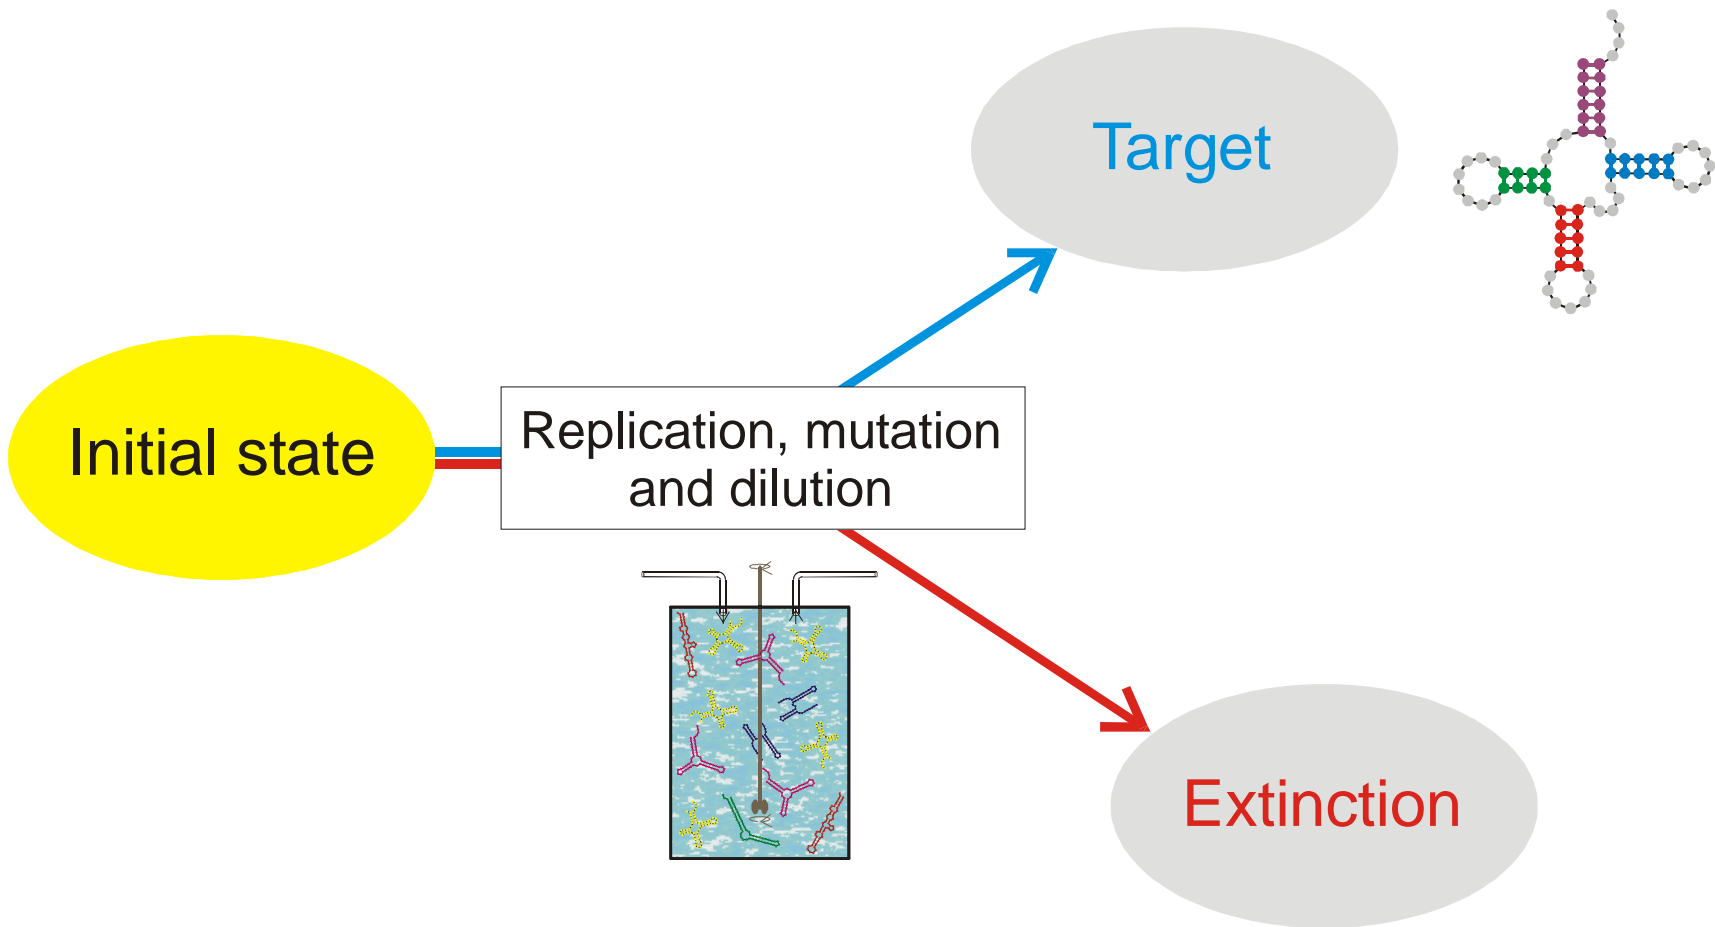 Target
Initial state
Replication, mutation
and dilution
Extinction